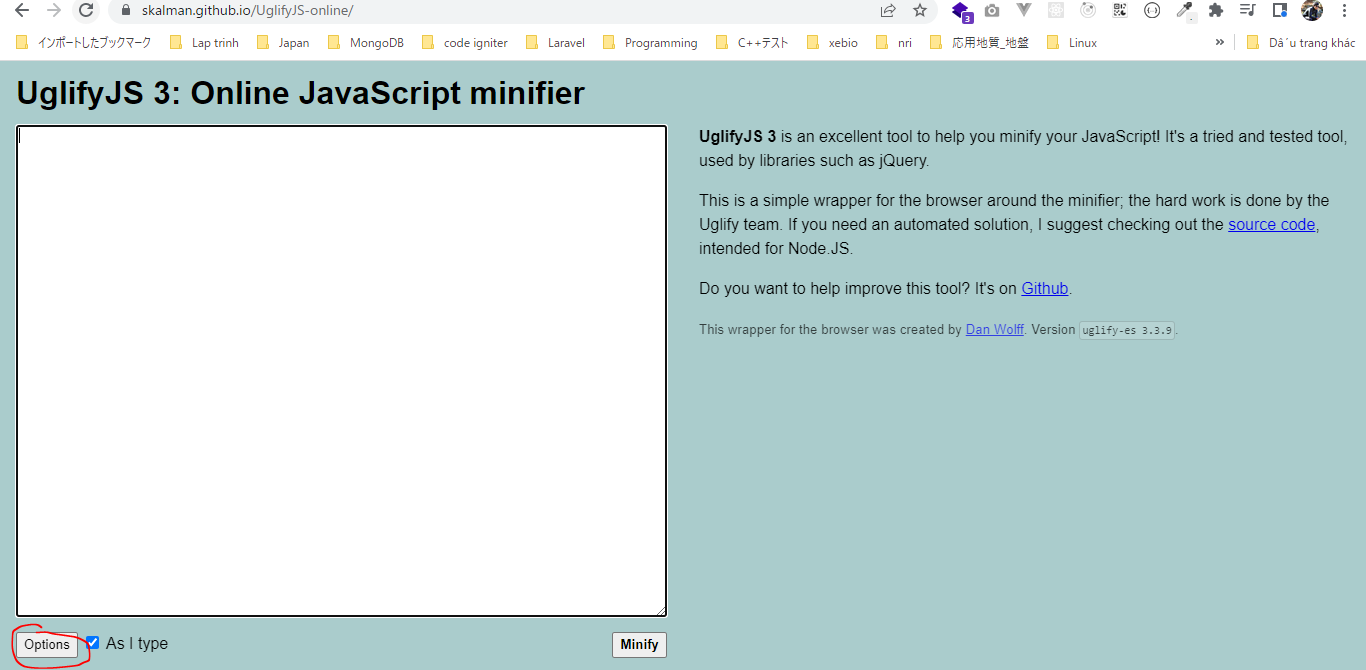 skalman.github.io/UglifyJS-online/
3
インポートしたブックマーク Lap trinh Japan MongoDB code igniter Laravel Programming C++テスト xebio nri 応用地質_地盤 Linux » Dấu trang khác
UglifyJS 3: Online JavaScript minifier
UglifyJS 3 is an excellent tool to help you minify your JavaScript! It's a tried and tested tool,
used by libraries such as jQuery.
This is a simple wrapper for the browser around the minifier; the hard work is done by the
Uglify team. If you need an automated solution, I suggest checking out the source code,
intended for Node.JS.
Do you want to help improve this tool? It's on Github.
This wrapper for the browser was created by Dan Wolff. Version uglify-es 3.3.9.
Options As I type Minify